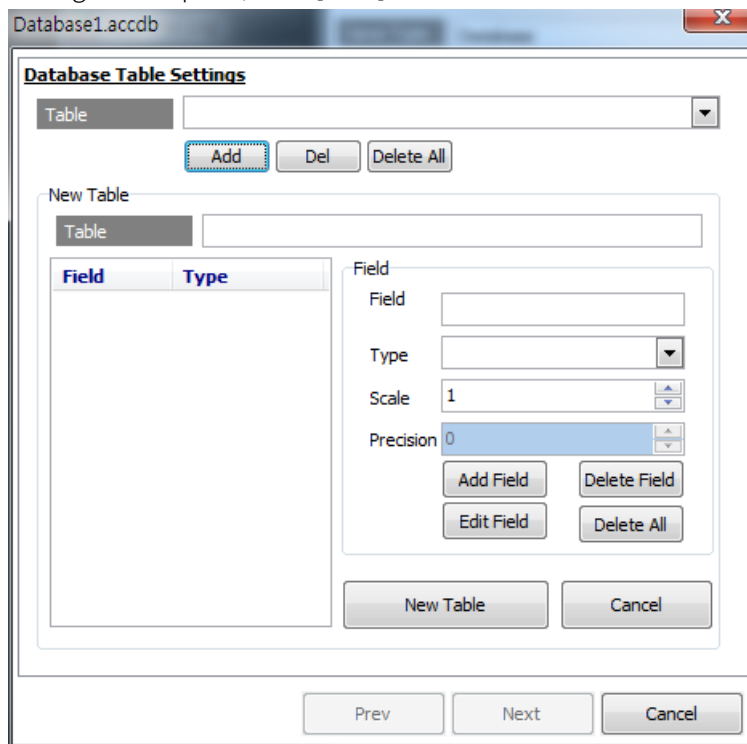 Database1.accdb
Database Table Settings
Table
Add Del Delete All
New Table
Table
Field Type
Field
Field
Type
Scale 1
Precision 0
Add Field Delete Field
Edit Field Delete All
New Table Cancel
Prev Next Cancel